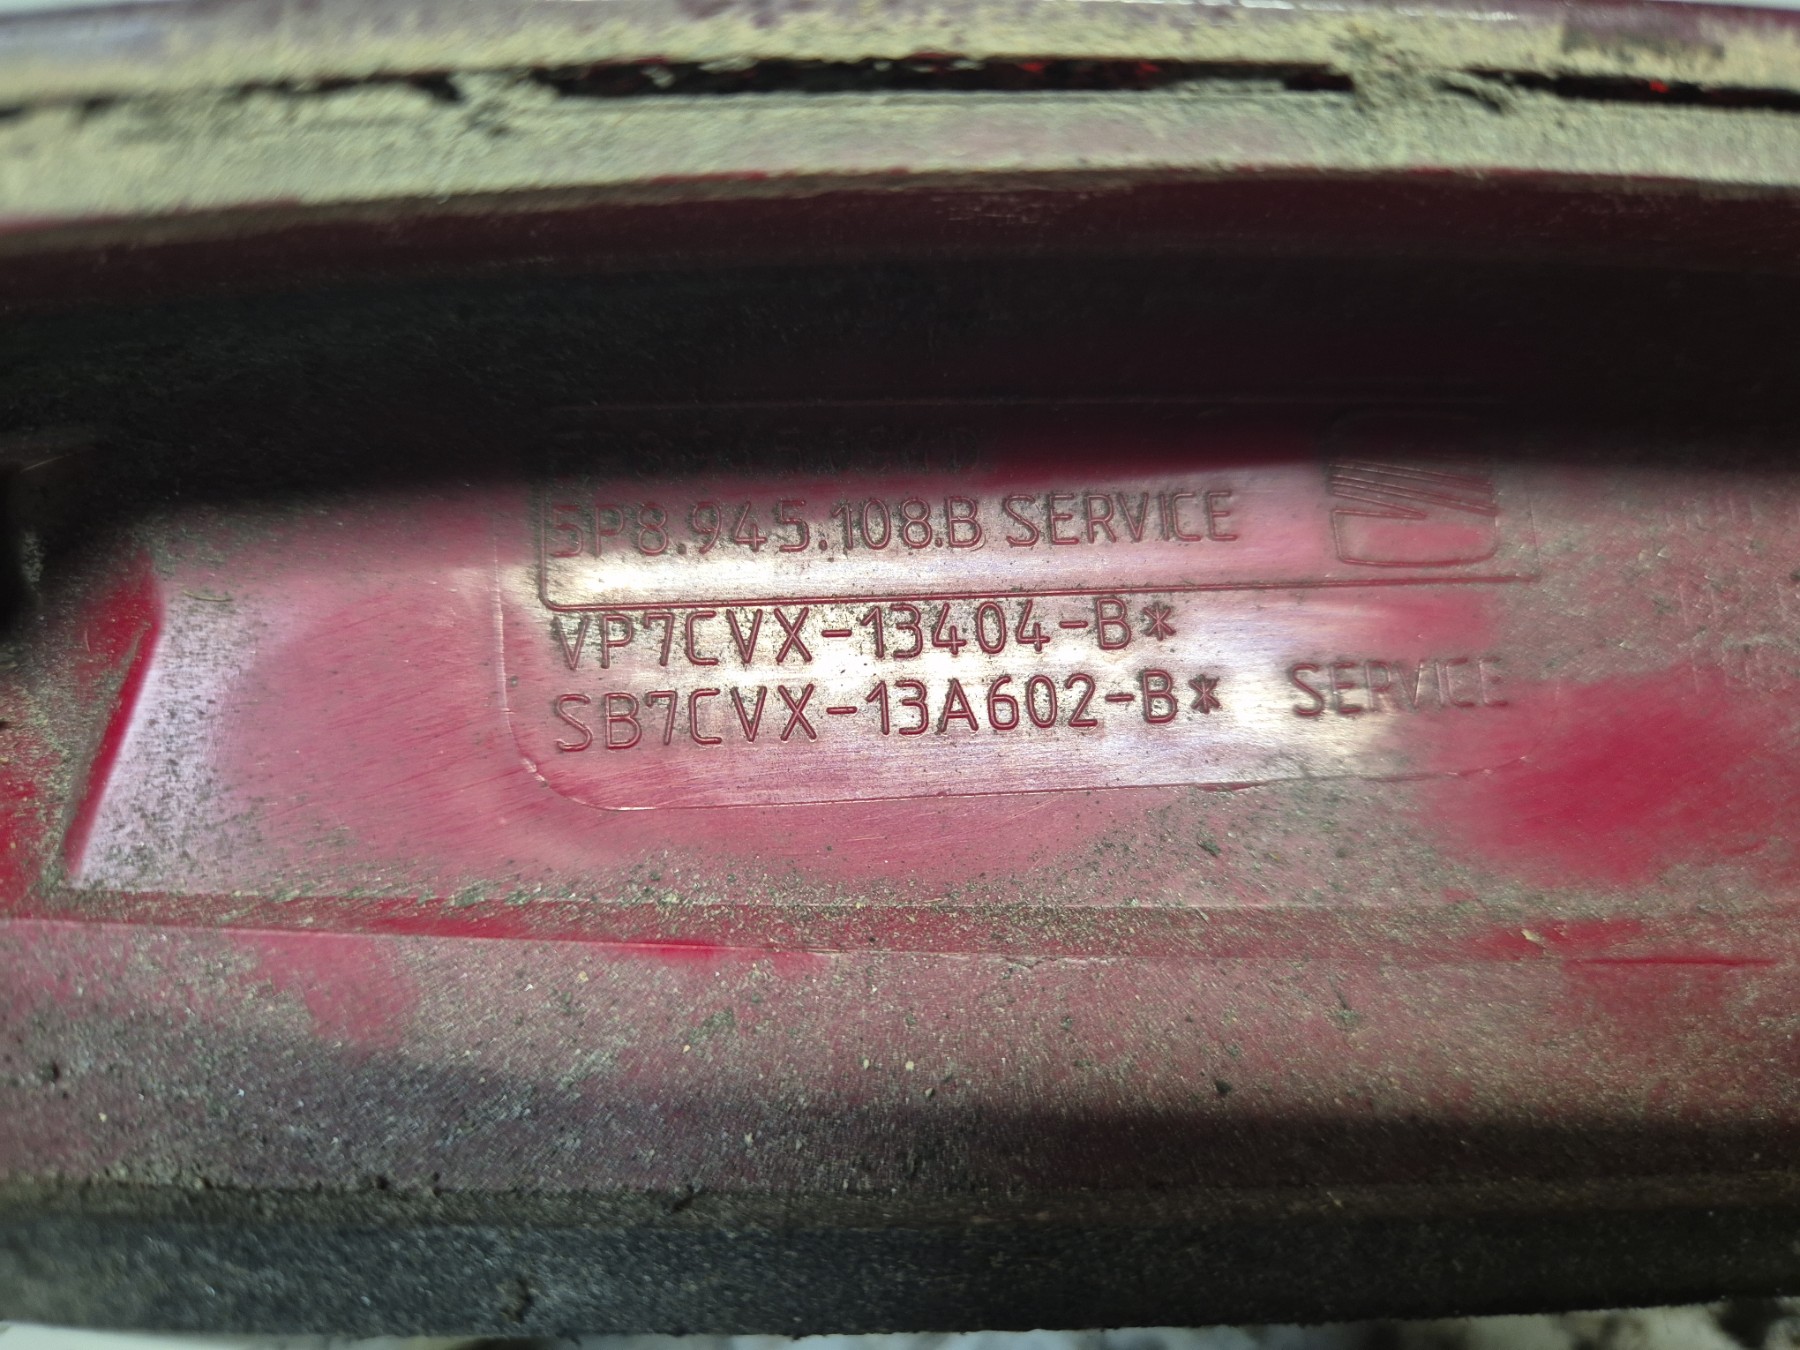 5P8.945.108.B SERVICE
VP7CVX-13404-B*
SB7CVX-13A602-B* SERVICE